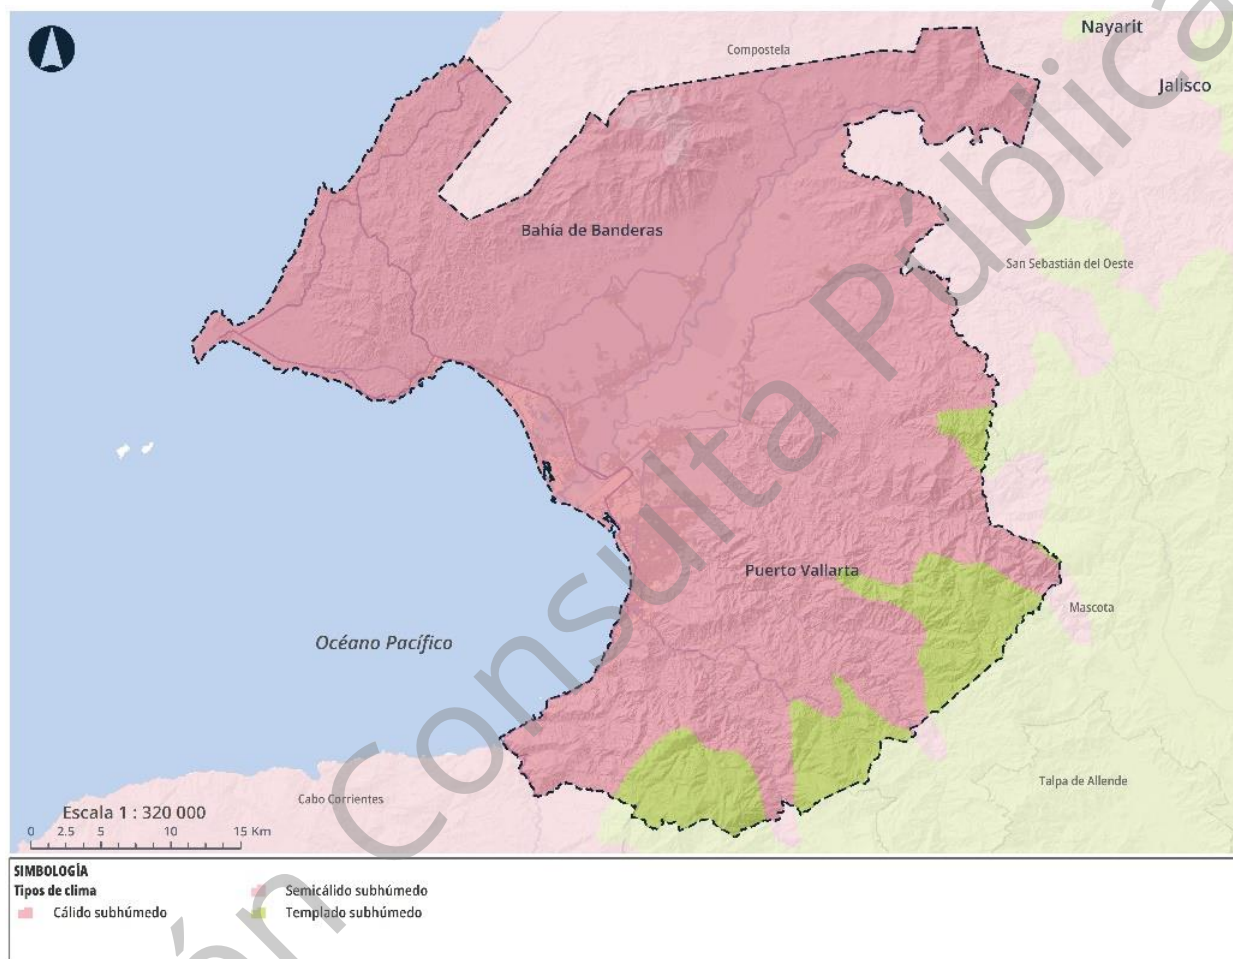 Nayarit
Compostela
Jalisco
Bahía de Banderas
San Sebastián del Oeste
Puerto Vallarta
Mascota
Océano Pacífico
Talpa de Allende
Cabo Corrientes
Escala 1 : 320 000
0 2.5 5 10 15 Km
SIMBOLOGÍA
Tipos de clima
Cálido subhúmedo
Semicálido subhúmedo
Templado subhúmedo
Consulta Pública